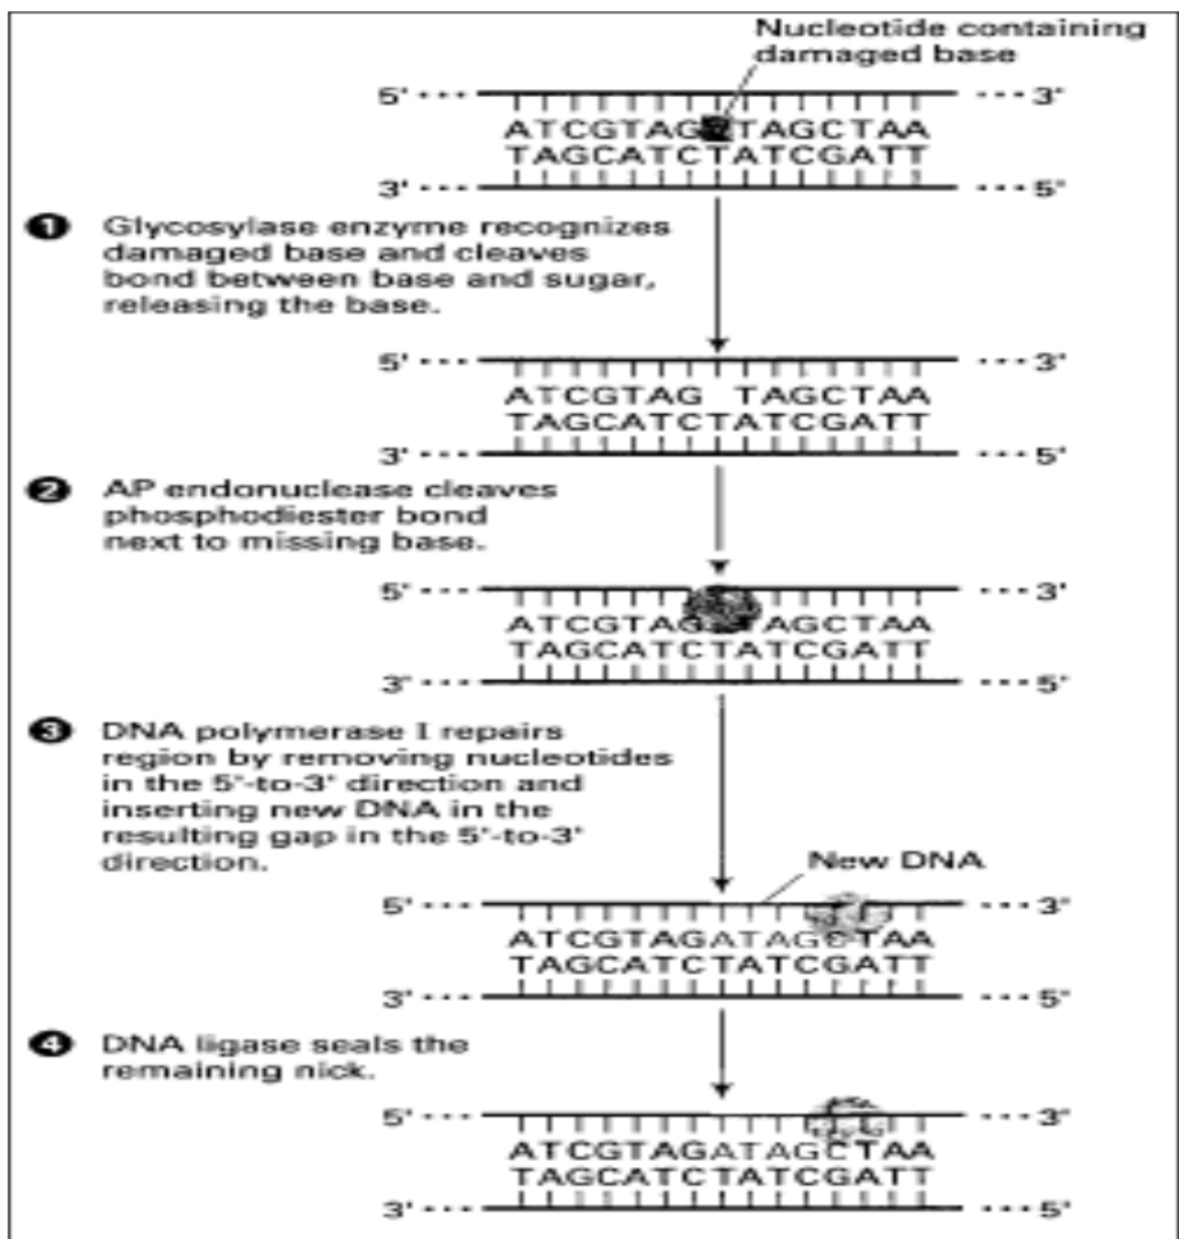 Nucleotide containing
damaged base
5' 3'
ATCGTAG TAGCTAA
TAGCATCTATCGATT
3' 5'
1 Glycosylase enzyme recognizes
damaged base and cleaves
bond between base and sugar,
releasing the base.
5' 3'
ATCGTAG TAGCTAA
TAGCATCTATCGATT
3' 5'
2 AP endonuclease cleaves
phosphodiester bond
next to missing base.
5' 3'
ATCGTAG AGCTAA
TAGCATCTATCGATT
3' 5'
3 DNA polymerase I repairs
region by removing nucleotides
in the 5'-to-3' direction and
inserting new DNA in the
resulting gap in the 5'-to-3'
direction.
New DNA
5' 3'
ATCGTAGATAGCTAA
TAGCATCTATCGATT
3' 5'
4 DNA ligase seals the
remaining nick.
5' 3'
ATCGTAGATAGCTAA
TAGCATCTATCGATT
3' 5'